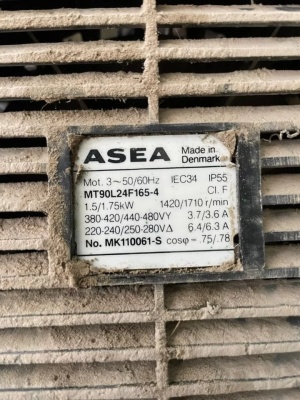 ASEA Made in Denmark
Mot. 3~50/60Hz IEC34 IP55
MT90L24F165-4 Cl. F
1.5/1.75kW 1420/1710 r/min
380-420/440-480VY 3.7/3.6 A
220-240/250-280VΔ 6.4/6.3 A
No. MK110061-S cosφ = .75/.78